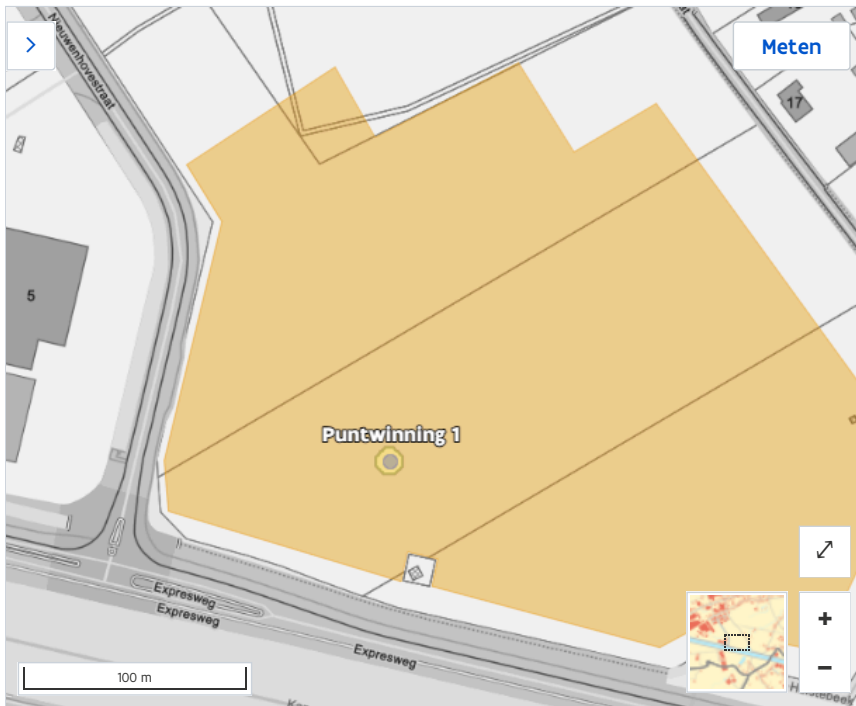 Nieuwenhovestraat
Meten
17
5
Puntwinning 1
Expresweg
Expresweg
Expresweg
100 m